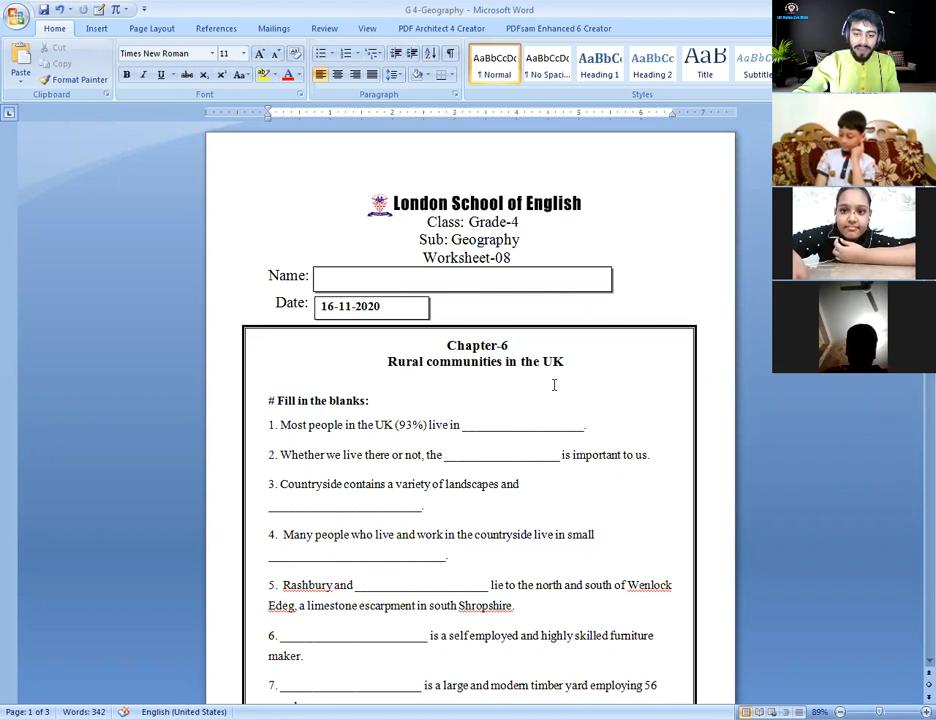 G 4-Geography - Microsoft Word
Home Insert Page Layout References Mailings Review View PDF Architect 4 Creator PDFsam Enhanced 6 Creator
Paste
Cut
Copy
Format Painter
Clipboard
Times New Roman 11
Font
Paragraph
AaBbCcDc AaBbCcDc AaBbC AaBbCc AaB AaBbCc
¶ Normal ¶ No Spaci... Heading 1 Heading 2 Title Subtitle
Styles
London School of English
Class: Grade-4
Sub: Geography
Worksheet-08
Name:
Date: 16-11-2020
Chapter-6
Rural communities in the UK
# Fill in the blanks:
1. Most people in the UK (93%) live in ____________________.
2. Whether we live there or not, the ___________________ is important to us.
3. Countryside contains a variety of landscapes and
_________________________.
4. Many people who live and work in the countryside live in small
_____________________________.
5. Rashbury and ______________________ lie to the north and south of Wenlock
Edeg, a limestone escarpment in south Shropshire.
6. ________________________ is a self employed and highly skilled furniture
maker.
7. _______________________ is a large and modern timber yard employing 56
Page: 1 of 3 Words: 342 English (United States) 89%